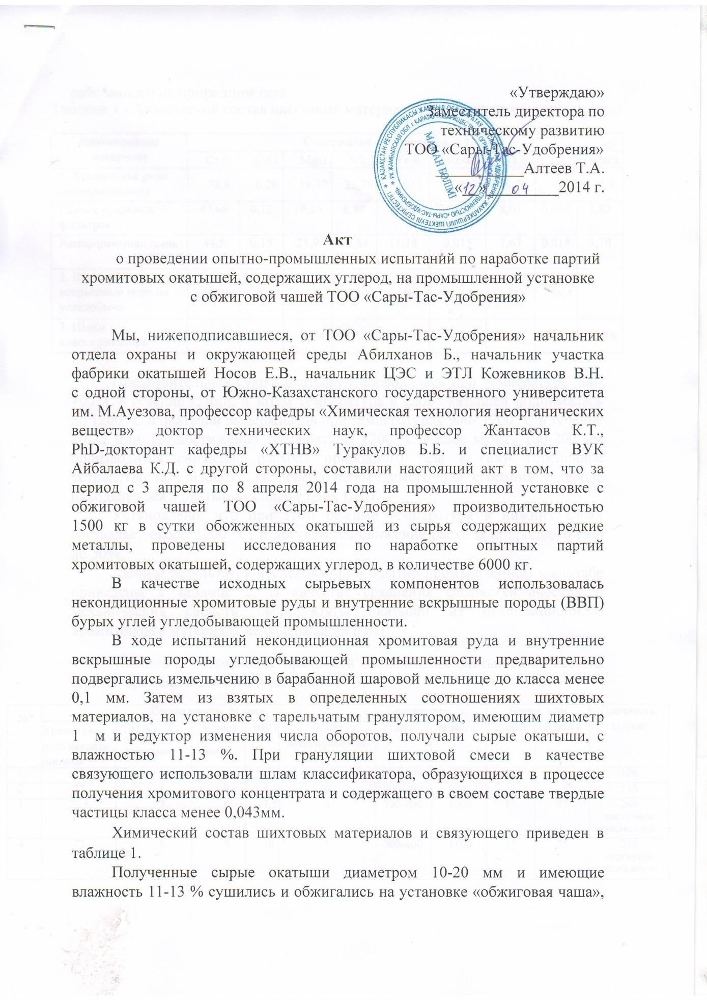 «Утверждаю»
Заместитель директора по
техническому развитию
ТОО «Сары-Тас-Удобрения»
Алтеев Т.А.
«12» 04 2014 г.
МАМАН БӨЛІМІ
Акт
о проведении опытно-промышленных испытаний по наработке партий
хромитовых окатышей, содержащих углерод, на промышленной установке
с обжиговой чашей ТОО «Сары-Тас-Удобрения»
Мы, нижеподписавшиеся, от ТОО «Сары-Тас-Удобрения» начальник
отдела охраны и окружающей среды Абилханов Б., начальник участка
фабрики окатышей Носов Е.В., начальник ЦЭС и ЭТЛ Кожевников В.Н.
с одной стороны, от Южно-Казахстанского государственного университета
им. М.Ауезова, профессор кафедры «Химическая технология неорганических
веществ» доктор технических наук, профессор Жантасов К.Т.,
PhD-докторант кафедры «ХТНВ» Туракулов Б.Б. и специалист ВУК
Айбалаева К.Д. с другой стороны, составили настоящий акт в том, что за
период с 3 апреля по 8 апреля 2014 года на промышленной установке с
обжиговой чашей ТОО «Сары-Тас-Удобрения» производительностью
1500 кг в сутки обожженных окатышей из сырья содержащих редкие
металлы, проведены исследования по наработке опытных партий
хромитовых окатышей, содержащих углерод, в количестве 6000 кг.
В качестве исходных сырьевых компонентов использовалась
некондиционные хромитовые руды и внутренние вскрышные породы (ВВП)
бурых углей угледобывающей промышленности.
В ходе испытаний некондиционная хромитовая руда и внутренние
вскрышные породы угледобывающей промышленности предварительно
подвергались измельчению в барабанной шаровой мельнице до класса менее
0,1 мм. Затем из взятых в определенных соотношениях шихтовых
материалов, на установке с тарельчатым гранулятором, имеющим диаметр
1 м и редуктор изменения числа оборотов, получали сырые окатыши, с
влажностью 11-13 %. При грануляции шихтовой смеси в качестве
связующего использовали шлам классификатора, образующихся в процессе
получения хромитового концентрата и содержащего в своем составе твердые
частицы класса менее 0,043мм.
Химический состав шихтовых материалов и связующего приведен в
таблице 1.
Полученные сырые окатыши диаметром 10-20 мм и имеющие
влажность 11-13 % сушились и обжигались на установке «обжиговая чаша»,